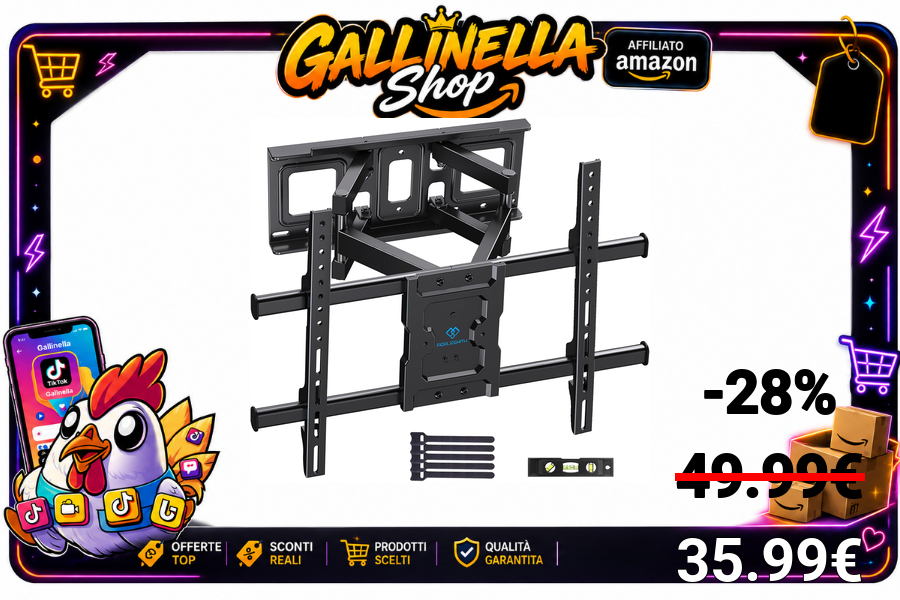 GALLINELLA
Shop
AFFILIATO
amazon
Gallinella
TikTok
Gallinella
-28%
49.99€
35.99€
OFFERTE
TOP
SCONTI
REALI
PRODOTTI
SCELTI
QUALITÀ
GARANTITA